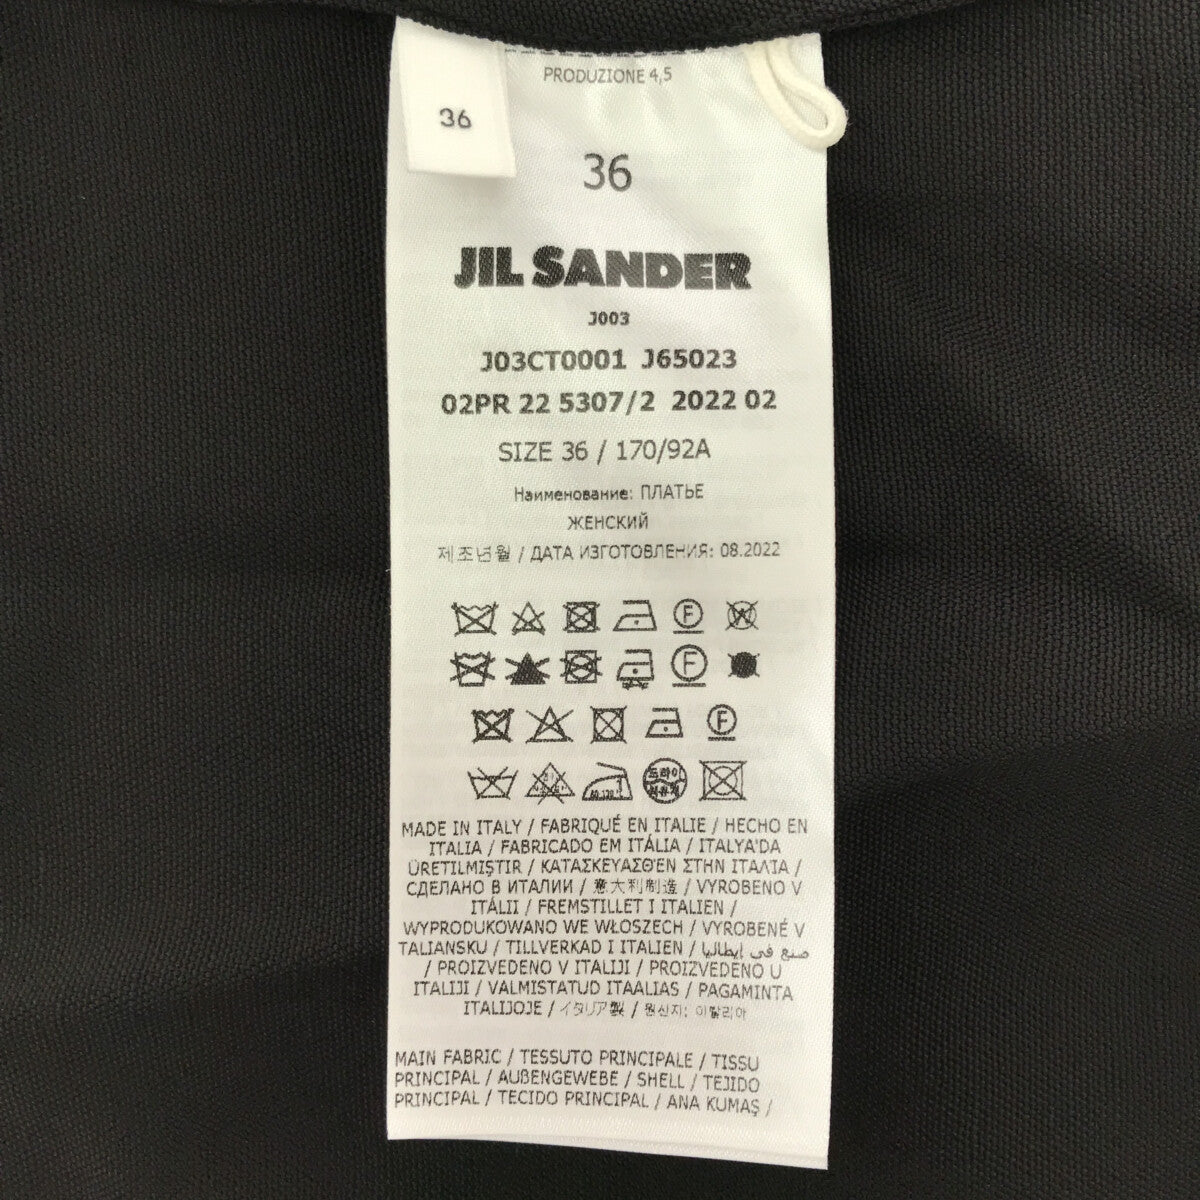 PRODUZIONE 4,5
36
36
JIL SANDER
J003
J03CT0001 J65023
02PR 22 5307/2 2022 02
SIZE 36 / 170/92A
Наименование: ПЛАТЬЕ
ЖЕНСКИЙ
제조년월 / ДАТА ИЗГОТОВЛЕНИЯ: 08.2022
F
W
F
F
드라이
MADE IN ITALY / FABRIQUÉ EN ITALIE / HECHO EN
ITALIA / FABRICADO EM ITÁLIA / ITALYA'DA
ÜRETILMIŞTIR / ΚΑΤΑΣΚΕΥΑΣΘΈΝ ΣΤΗΝ ΙΤΑΛΊΑ /
СДЕЛАНО В ИТАЛИИ / 意大利制造 / VYROBENO V
ITÁLII / FREMSTILLET I ITALIEN /
WYPRODUKOWANO WE WŁOSZECH / VYROBENÉ V
TALIANSKU / TILLVERKAD I ITALIEN / صنع في إيطاليا
/ PROIZVEDENO V ITALIJI / PROIZVEDENO U
ITALIJI / VALMISTATUD ITAALIAS / PAGAMINTA
ITALIJOJE / イタリア製 / 원산지: 이탈리아
MAIN FABRIC / TESSUTO PRINCIPALE / TISSU
PRINCIPAL / AUßENGEWEBE / SHELL / TEJIDO
PRINCIPAL / TECIDO PRINCIPAL / ANA KUMAŞ /